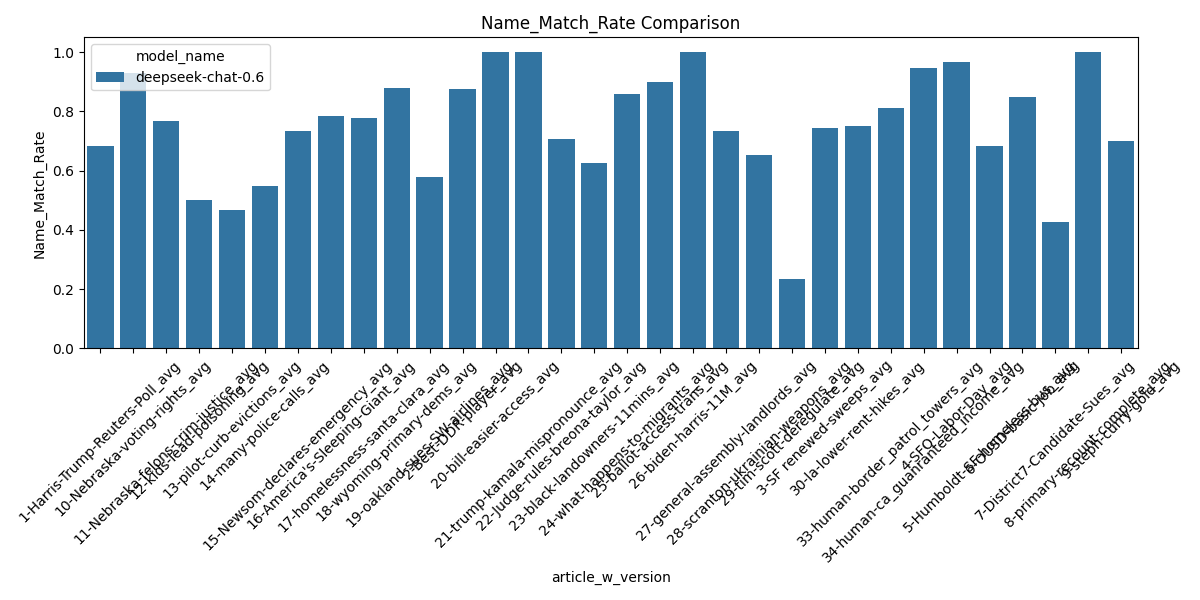 Name_Match_Rate Comparison
model_name
deepseek-chat-0.6
Name_Match_Rate
1.0
0.8
0.6
0.4
0.2
0.0
1-Harris-Trump-Reuters-Poll_avg
10-Nebraska-voting-rights_avg
11-Nebraska-felons-crim-justice_avg
12-kids-lead-poisoning_avg
13-pilot-curb-evictions_avg
14-many-police-calls_avg
15-Newsom-declares-emergency_avg
16-America's-Sleeping-Giant_avg
17-homelessness-santa-clara_avg
18-wyoming-primary-dems_avg
19-oakland-sues-SW-airlines_avg
2-Best-DDR-player_avg
20-bill-easier-access_avg
21-trump-kamala-mispronounce_avg
22-Judge-rules-breona-taylor_avg
23-black-landowners-11mins_avg
24-what-happens-to-migrants_avg
25-ballot-access-trans_avg
26-biden-harris-11M_avg
27-general-assembly-landlords_avg
28-scranton-ukrainian-weapons_avg
29-tim-scott-deregulate_avg
3-SF renewed-sweeps_avg
30-la-lower-rent-hikes_avg
33-human-border_patrol_towers_avg
34-human-ca_guaranteed_income_avg
4-SFO-Labor-Day_avg
5-Humboldt-sf-homeless-bus_avg
7-District7-Candidate-Sues_avg
8-primary-recount-complete_avg
9-steph-curry-gold_avg
article_w_version